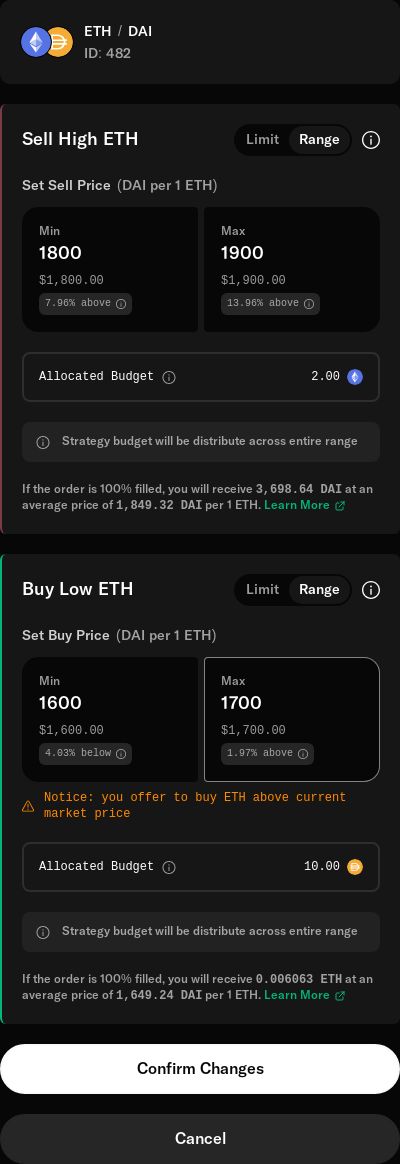 ETH / DAI
ID: 482
Sell High ETH
Limit Range
Set Sell Price (DAI per 1 ETH)
Min
1800
$1,800.00
7.96% above
Max
1900
$1,900.00
13.96% above
Allocated Budget 2.00
Strategy budget will be distribute across entire range
If the order is 100% filled, you will receive 3,698.64 DAI at an
average price of 1,849.32 DAI per 1 ETH. Learn More
Buy Low ETH
Limit Range
Set Buy Price (DAI per 1 ETH)
Min
1600
$1,600.00
4.03% below
Max
1700
$1,700.00
1.97% above
Notice: you offer to buy ETH above current
market price
Allocated Budget 10.00
Strategy budget will be distribute across entire range
If the order is 100% filled, you will receive 0.006063 ETH at an
average price of 1,649.24 DAI per 1 ETH. Learn More
Confirm Changes
Cancel